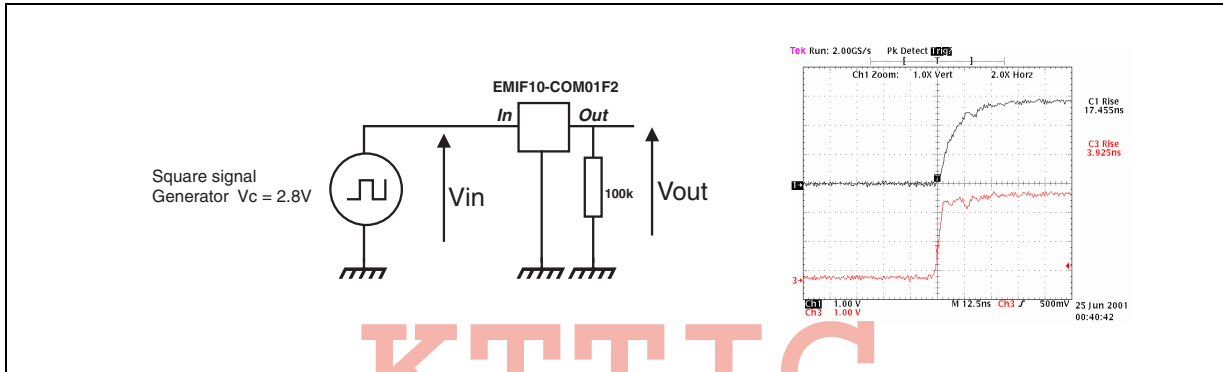 EMIF10-COM01F2
In Out
Square signal
Generator Vc = 2.8V
Vin
100k
Vout
Tek Run: 2.00GS/s Pk Detect
Ch1 Zoom: 1.0X Vert 2.0X Horz
C1 Rise
17.455ns
C3 Rise
3.925ns
1
3
Ch1 1.00 V M 12.5ns Ch3 500mV
Ch3 1.00 V
25 Jun 2001
00:40:42